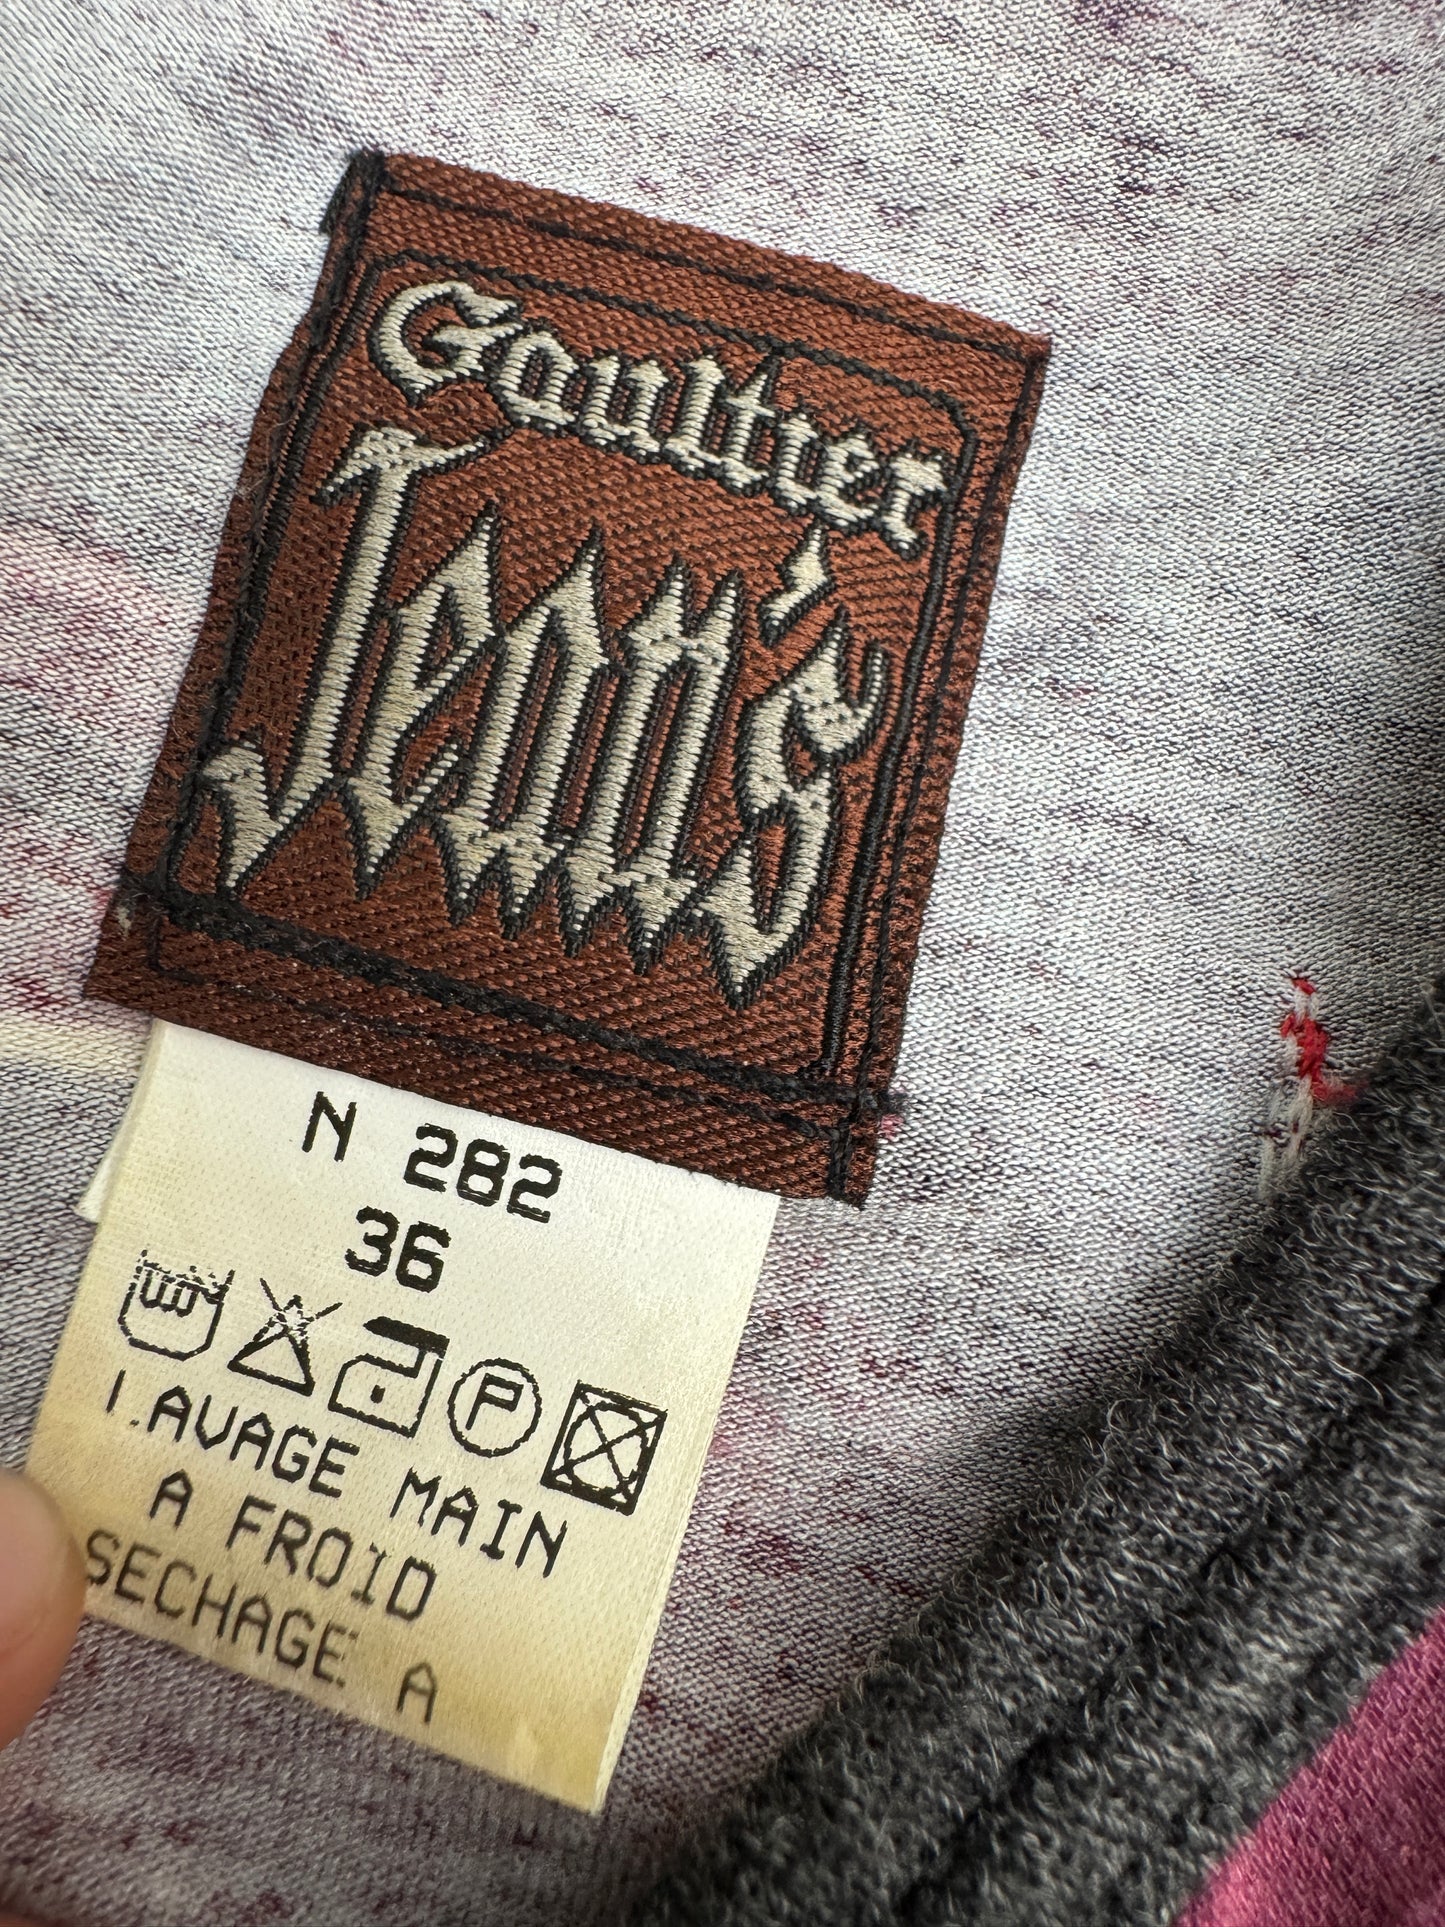 Gaultier
Jean's
N 282
36
P
LAVAGE MAIN
A FROID
SECHAGE A